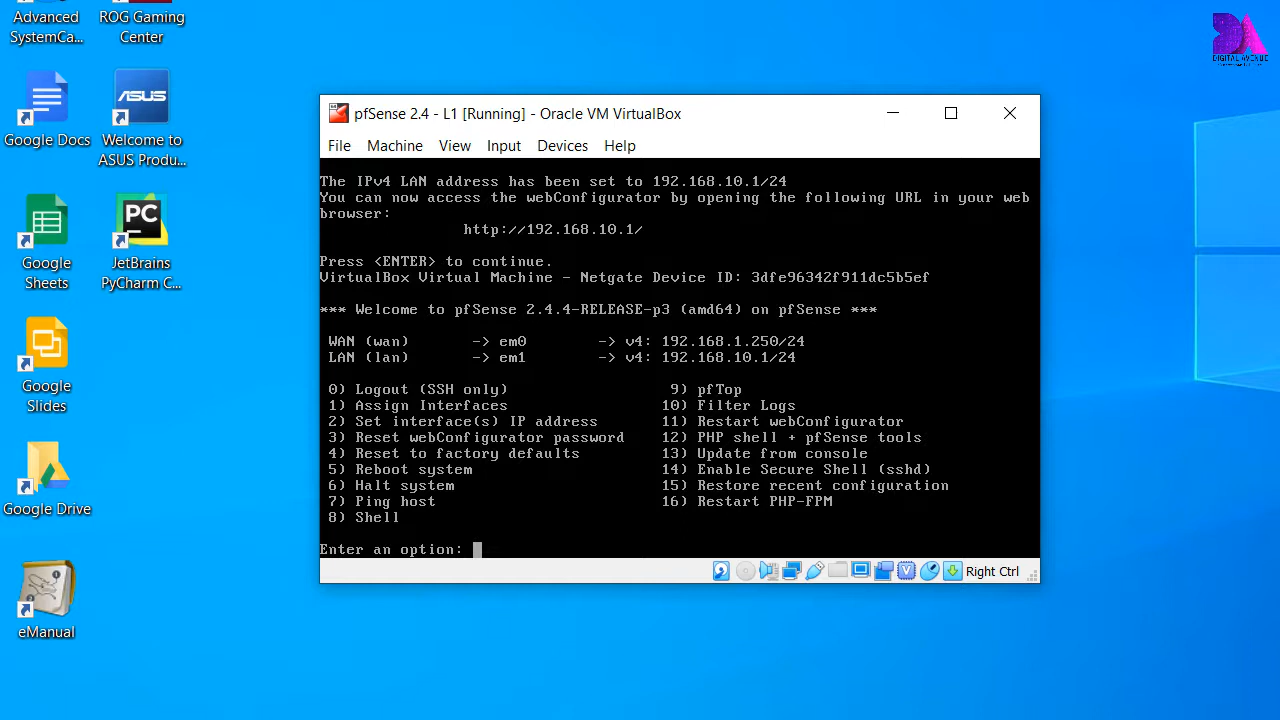 Advanced
SystemCa...
ROG Gaming
Center
DIGITAL AVENUE
Google Docs
ASUS
Welcome to
ASUS Produ...
pfSense 2.4 - L1 [Running] - Oracle VM VirtualBox
File Machine View Input Devices Help
The IPv4 LAN address has been set to 192.168.10.1/24
You can now access the webConfigurator by opening the following URL in your web
browser:
http://192.168.10.1/
Press <ENTER> to continue.
VirtualBox Virtual Machine - Netgate Device ID: 3dfe96342f911dc5b5ef
*** Welcome to pfSense 2.4.4-RELEASE-p3 (amd64) on pfSense ***
WAN (wan) -> em0 -> v4: 192.168.1.250/24
LAN (lan) -> em1 -> v4: 192.168.10.1/24
0) Logout (SSH only) 9) pfTop
1) Assign Interfaces 10) Filter Logs
2) Set interface(s) IP address 11) Restart webConfigurator
3) Reset webConfigurator password 12) PHP shell + pfSense tools
4) Reset to factory defaults 13) Update from console
5) Reboot system 14) Enable Secure Shell (sshd)
6) Halt system 15) Restore recent configuration
7) Ping host 16) Restart PHP-FPM
8) Shell
Enter an option:
Right Ctrl
Google
Sheets
PC
JetBrains
PyCharm C...
Google
Slides
Google Drive
eManual